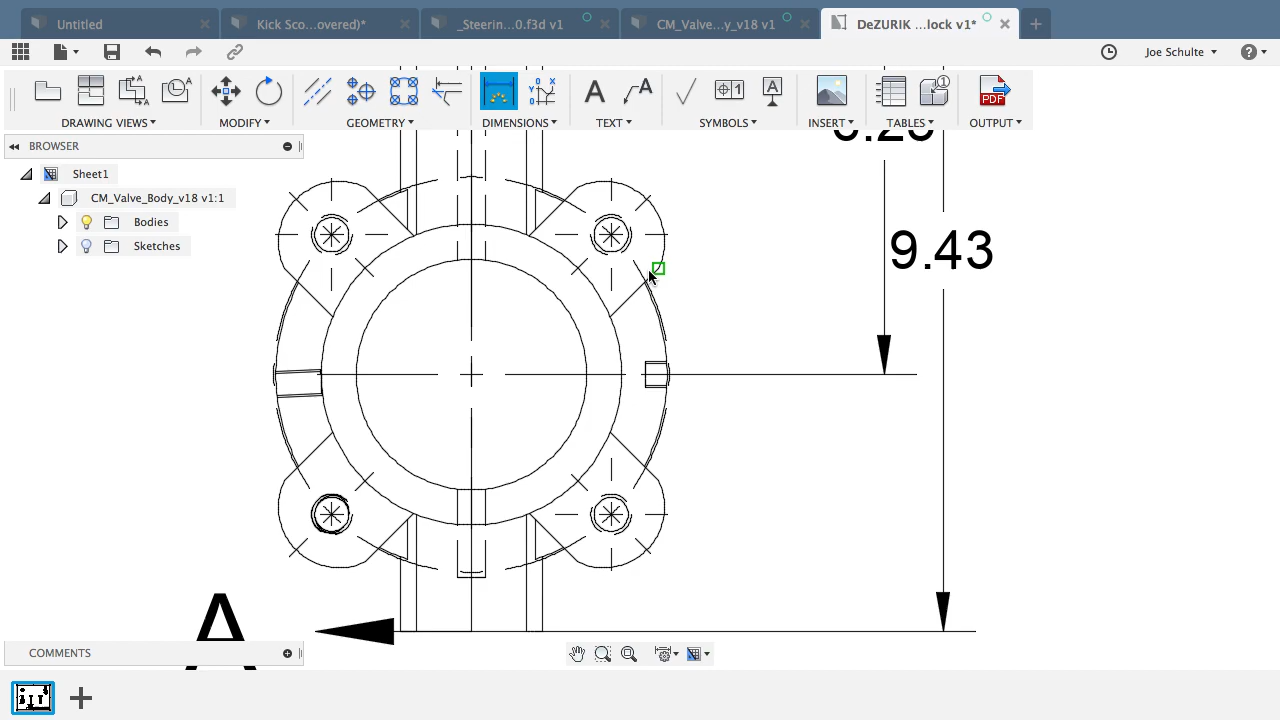 Untitled
Kick Sco...overed)*
_Steerin...0.f3d v1
CM_Valve...y_v18 v1
DeZURIK ...lock v1*
Joe Schulte
DRAWING VIEWS
MODIFY
GEOMETRY
DIMENSIONS
TEXT
SYMBOLS
INSERT
TABLES
OUTPUT
PDF
BROWSER
Sheet1
CM_Valve_Body_v18 v1:1
Bodies
Sketches
9.43
A
COMMENTS